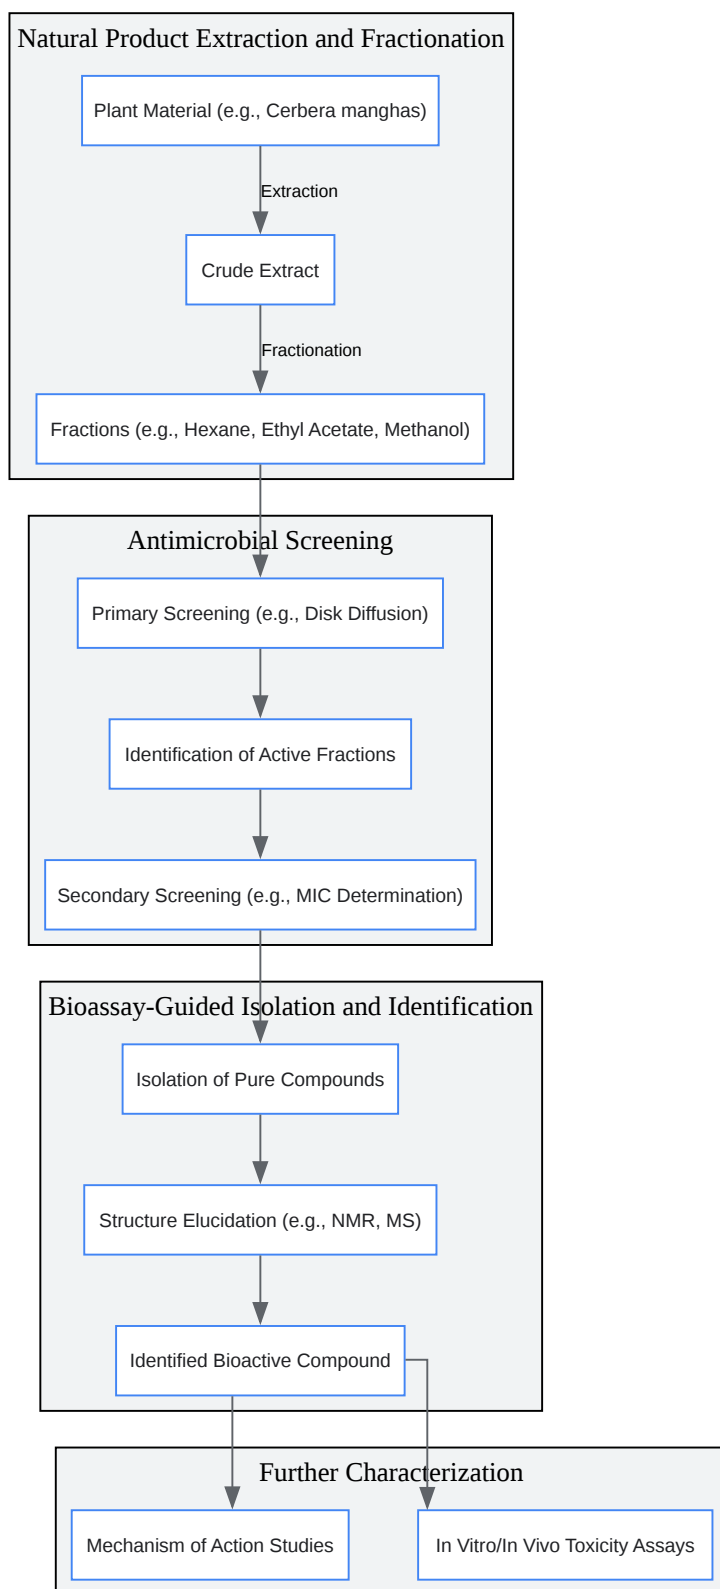 Natural Product Extraction and Fractionation
Plant Material (e.g., Cerbera manghas)
Extraction
Crude Extract
Fractionation
Fractions (e.g., Hexane, Ethyl Acetate, Methanol)
Antimicrobial Screening
Primary Screening (e.g., Disk Diffusion)
Identification of Active Fractions
Secondary Screening (e.g., MIC Determination)
Bioassay-Guided Isolation and Identification
Isolation of Pure Compounds
Structure Elucidation (e.g., NMR, MS)
Identified Bioactive Compound
Further Characterization
Mechanism of Action Studies
In Vitro/In Vivo Toxicity Assays